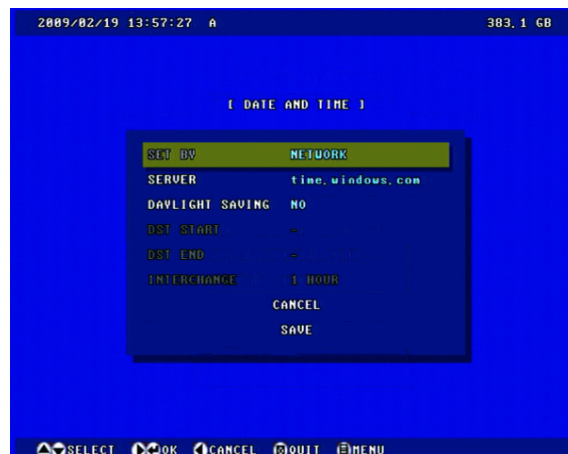 2009/02/19 13:57:27 A 383.1 GB
[ DATE AND TIME ]
SET BY NETWORK
SERVER time.windows.com
DAYLIGHT SAVING NO
DST START -
DST END -
INTERCHANGE 1 HOUR
CANCEL
SAVE
SELECT OK CANCEL QUIT MENU